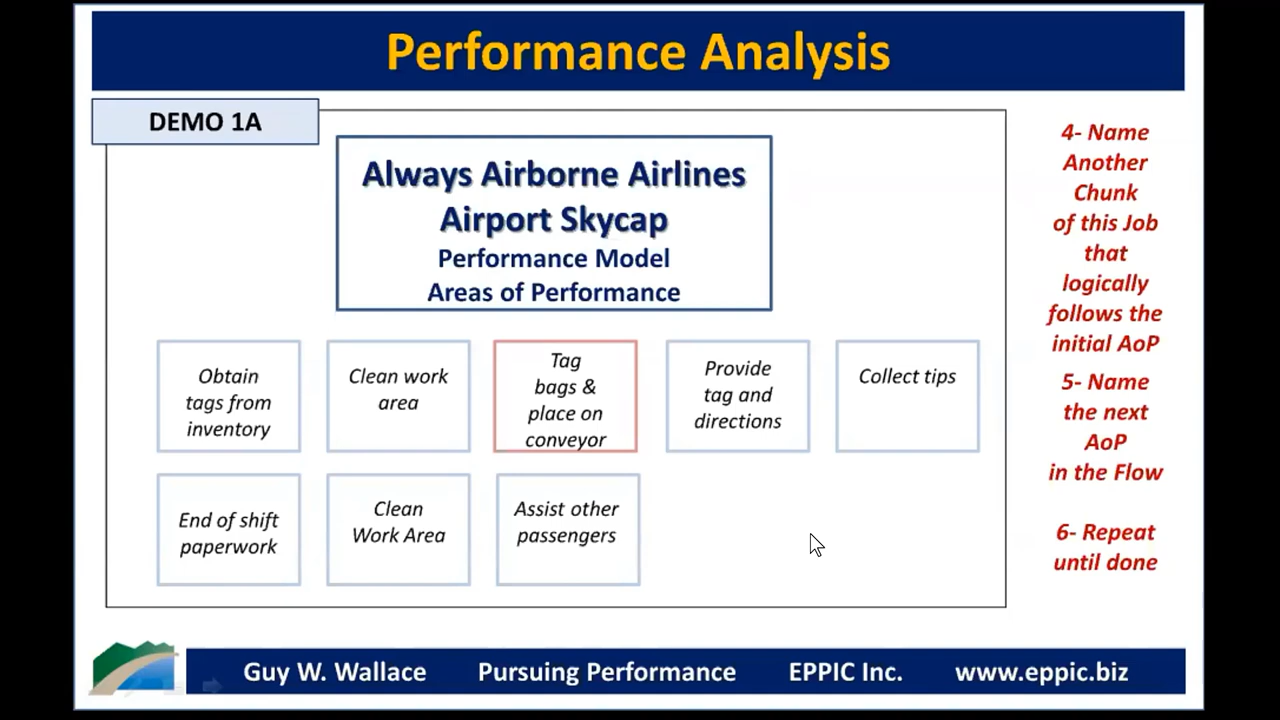 Performance Analysis
DEMO 1A
Always Airborne Airlines
Airport Skycap
Performance Model
Areas of Performance
Obtain
tags from
inventory
Clean work
area
Tag
bags &
place on
conveyor
Provide
tag and
directions
Collect tips
End of shift
paperwork
Clean
Work Area
Assist other
passengers
4- Name
Another
Chunk
of this Job
that
logically
follows the
initial AoP
5- Name
the next
AoP
in the Flow
6- Repeat
until done
Guy W. Wallace Pursuing Performance EPPIC Inc. www.eppic.biz